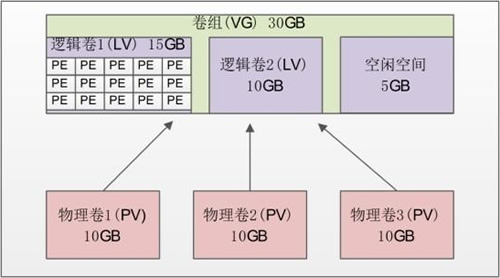 卷组(VG) 30GB
逻辑卷1(LV) 15GB
PE PE PE PE PE
PE PE PE PE PE
PE PE PE PE PE
逻辑卷2(LV)
10GB
空闲空间
5GB
物理卷1(PV)
10GB
物理卷2(PV)
10GB
物理卷3(PV)
10GB